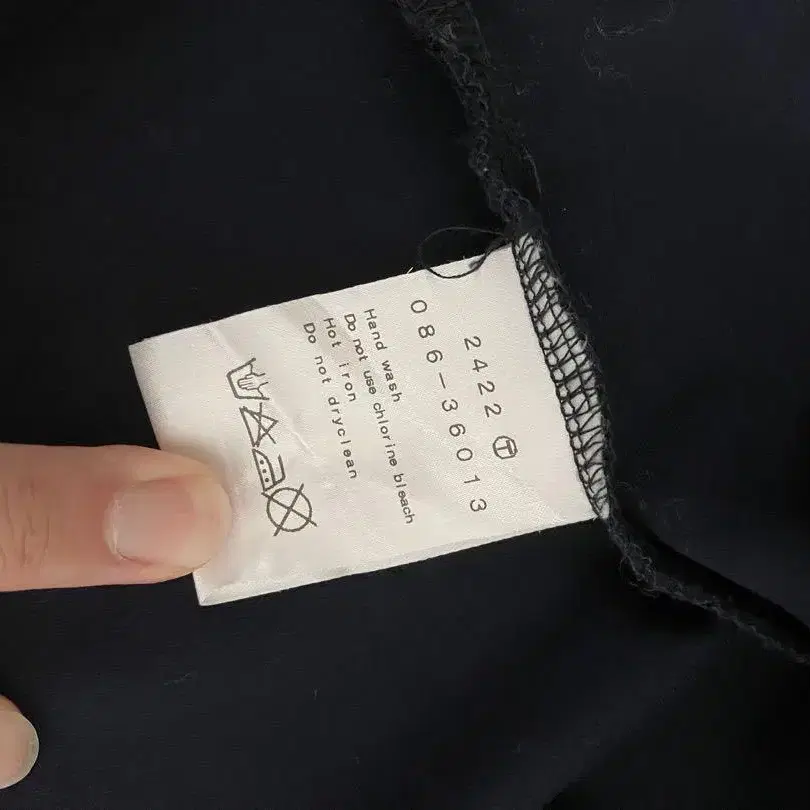 2422 Ⓣ
086-36013
Hand wash
Do not use chlorine bleach
Hot iron
Do not dryclean